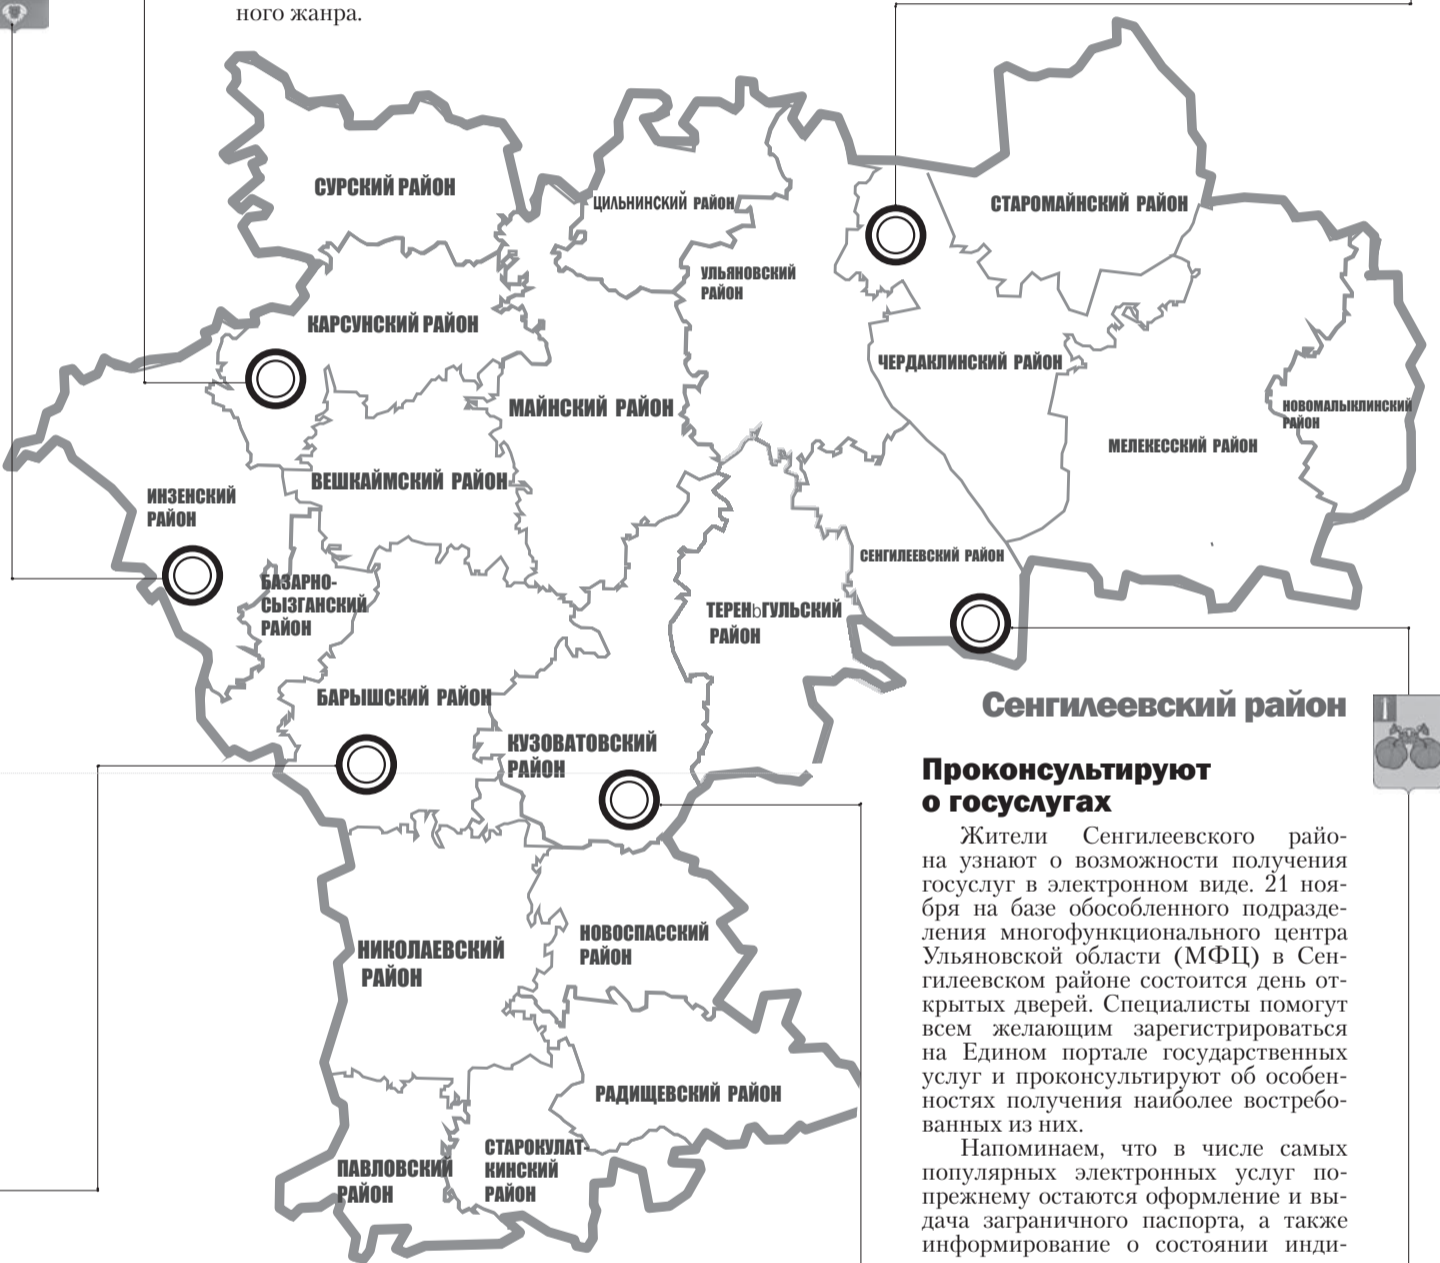 ного жанра.
СУРСКИЙ РАЙОН
ЦИЛЬНИНСКИЙ РАЙОН
СТАРОМАЙНСКИЙ РАЙОН
УЛЬЯНОВСКИЙ
РАЙОН
КАРСУНСКИЙ РАЙОН
ЧЕРДАКЛИНСКИЙ РАЙОН
МАЙНСКИЙ РАЙОН
НОВОМАЛЫКЛИНСКИЙ
РАЙОН
МЕЛЕКЕССКИЙ РАЙОН
ВЕШКАЙМСКИЙ РАЙОН
ИНЗЕНСКИЙ
РАЙОН
СЕНГИЛЕЕВСКИЙ РАЙОН
БАЗАРНО-
СЫЗГАНСКИЙ
РАЙОН
ТЕРЕНЬГУЛЬСКИЙ
РАЙОН
БАРЫШСКИЙ РАЙОН
КУЗОВАТОВСКИЙ
РАЙОН
НИКОЛАЕВСКИЙ
РАЙОН
НОВОСПАССКИЙ
РАЙОН
РАДИЩЕВСКИЙ РАЙОН
ПАВЛОВСКИЙ
РАЙОН
СТАРОКУЛАТ-
КИНСКИЙ
РАЙОН
Сенгилеевский район
Проконсультируют
о госуслугах
Жители Сенгилеевского райо-
на узнают о возможности получения
госуслуг в электронном виде. 21 ноя-
бря на базе обособленного подразде-
ления многофункционального центра
Ульяновской области (МФЦ) в Сен-
гилеевском районе состоится день от-
крытых дверей. Специалисты помогут
всем желающим зарегистрироваться
на Едином портале государственных
услуг и проконсультируют об особен-
ностях получения наиболее востребо-
ванных из них.
Напоминаем, что в числе самых
популярных электронных услуг по-
прежнему остаются оформление и вы-
дача заграничного паспорта, а также
информирование о состоянии инди-